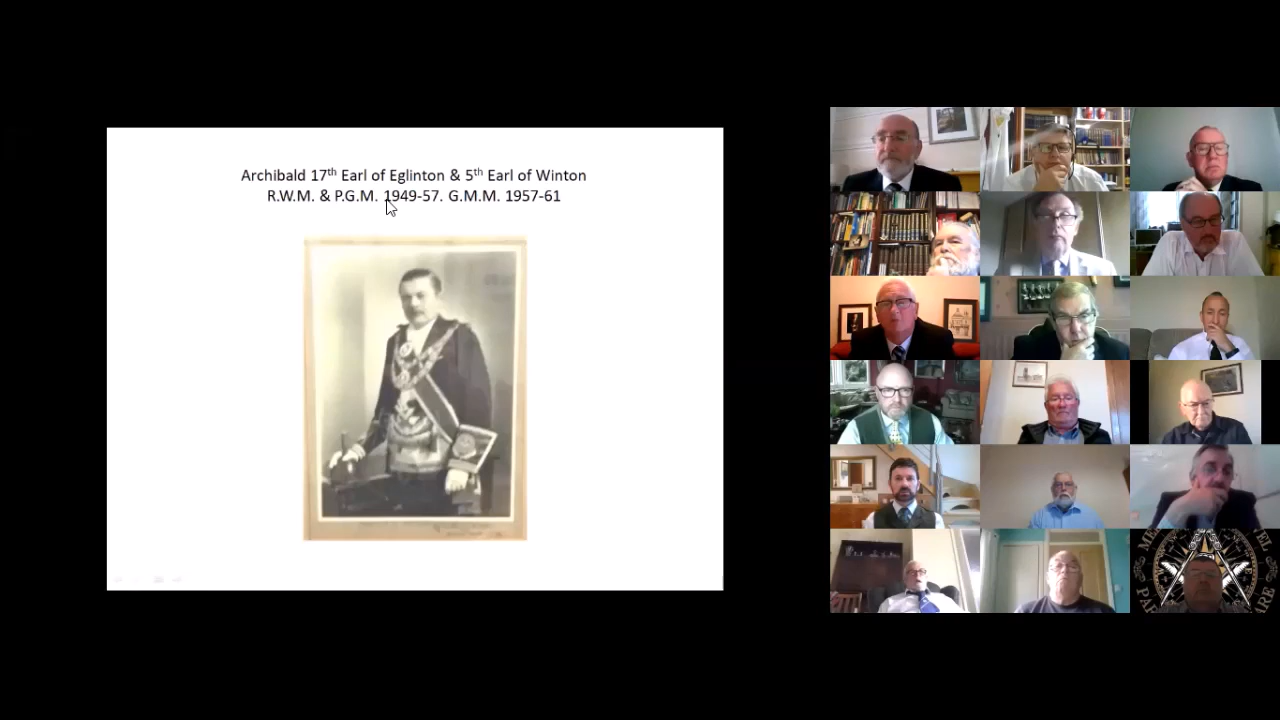 Archibald 17th Earl of Eglinton & 5th Earl of Winton
R.W.M. & P.G.M. 1949-57. G.M.M. 1957-61